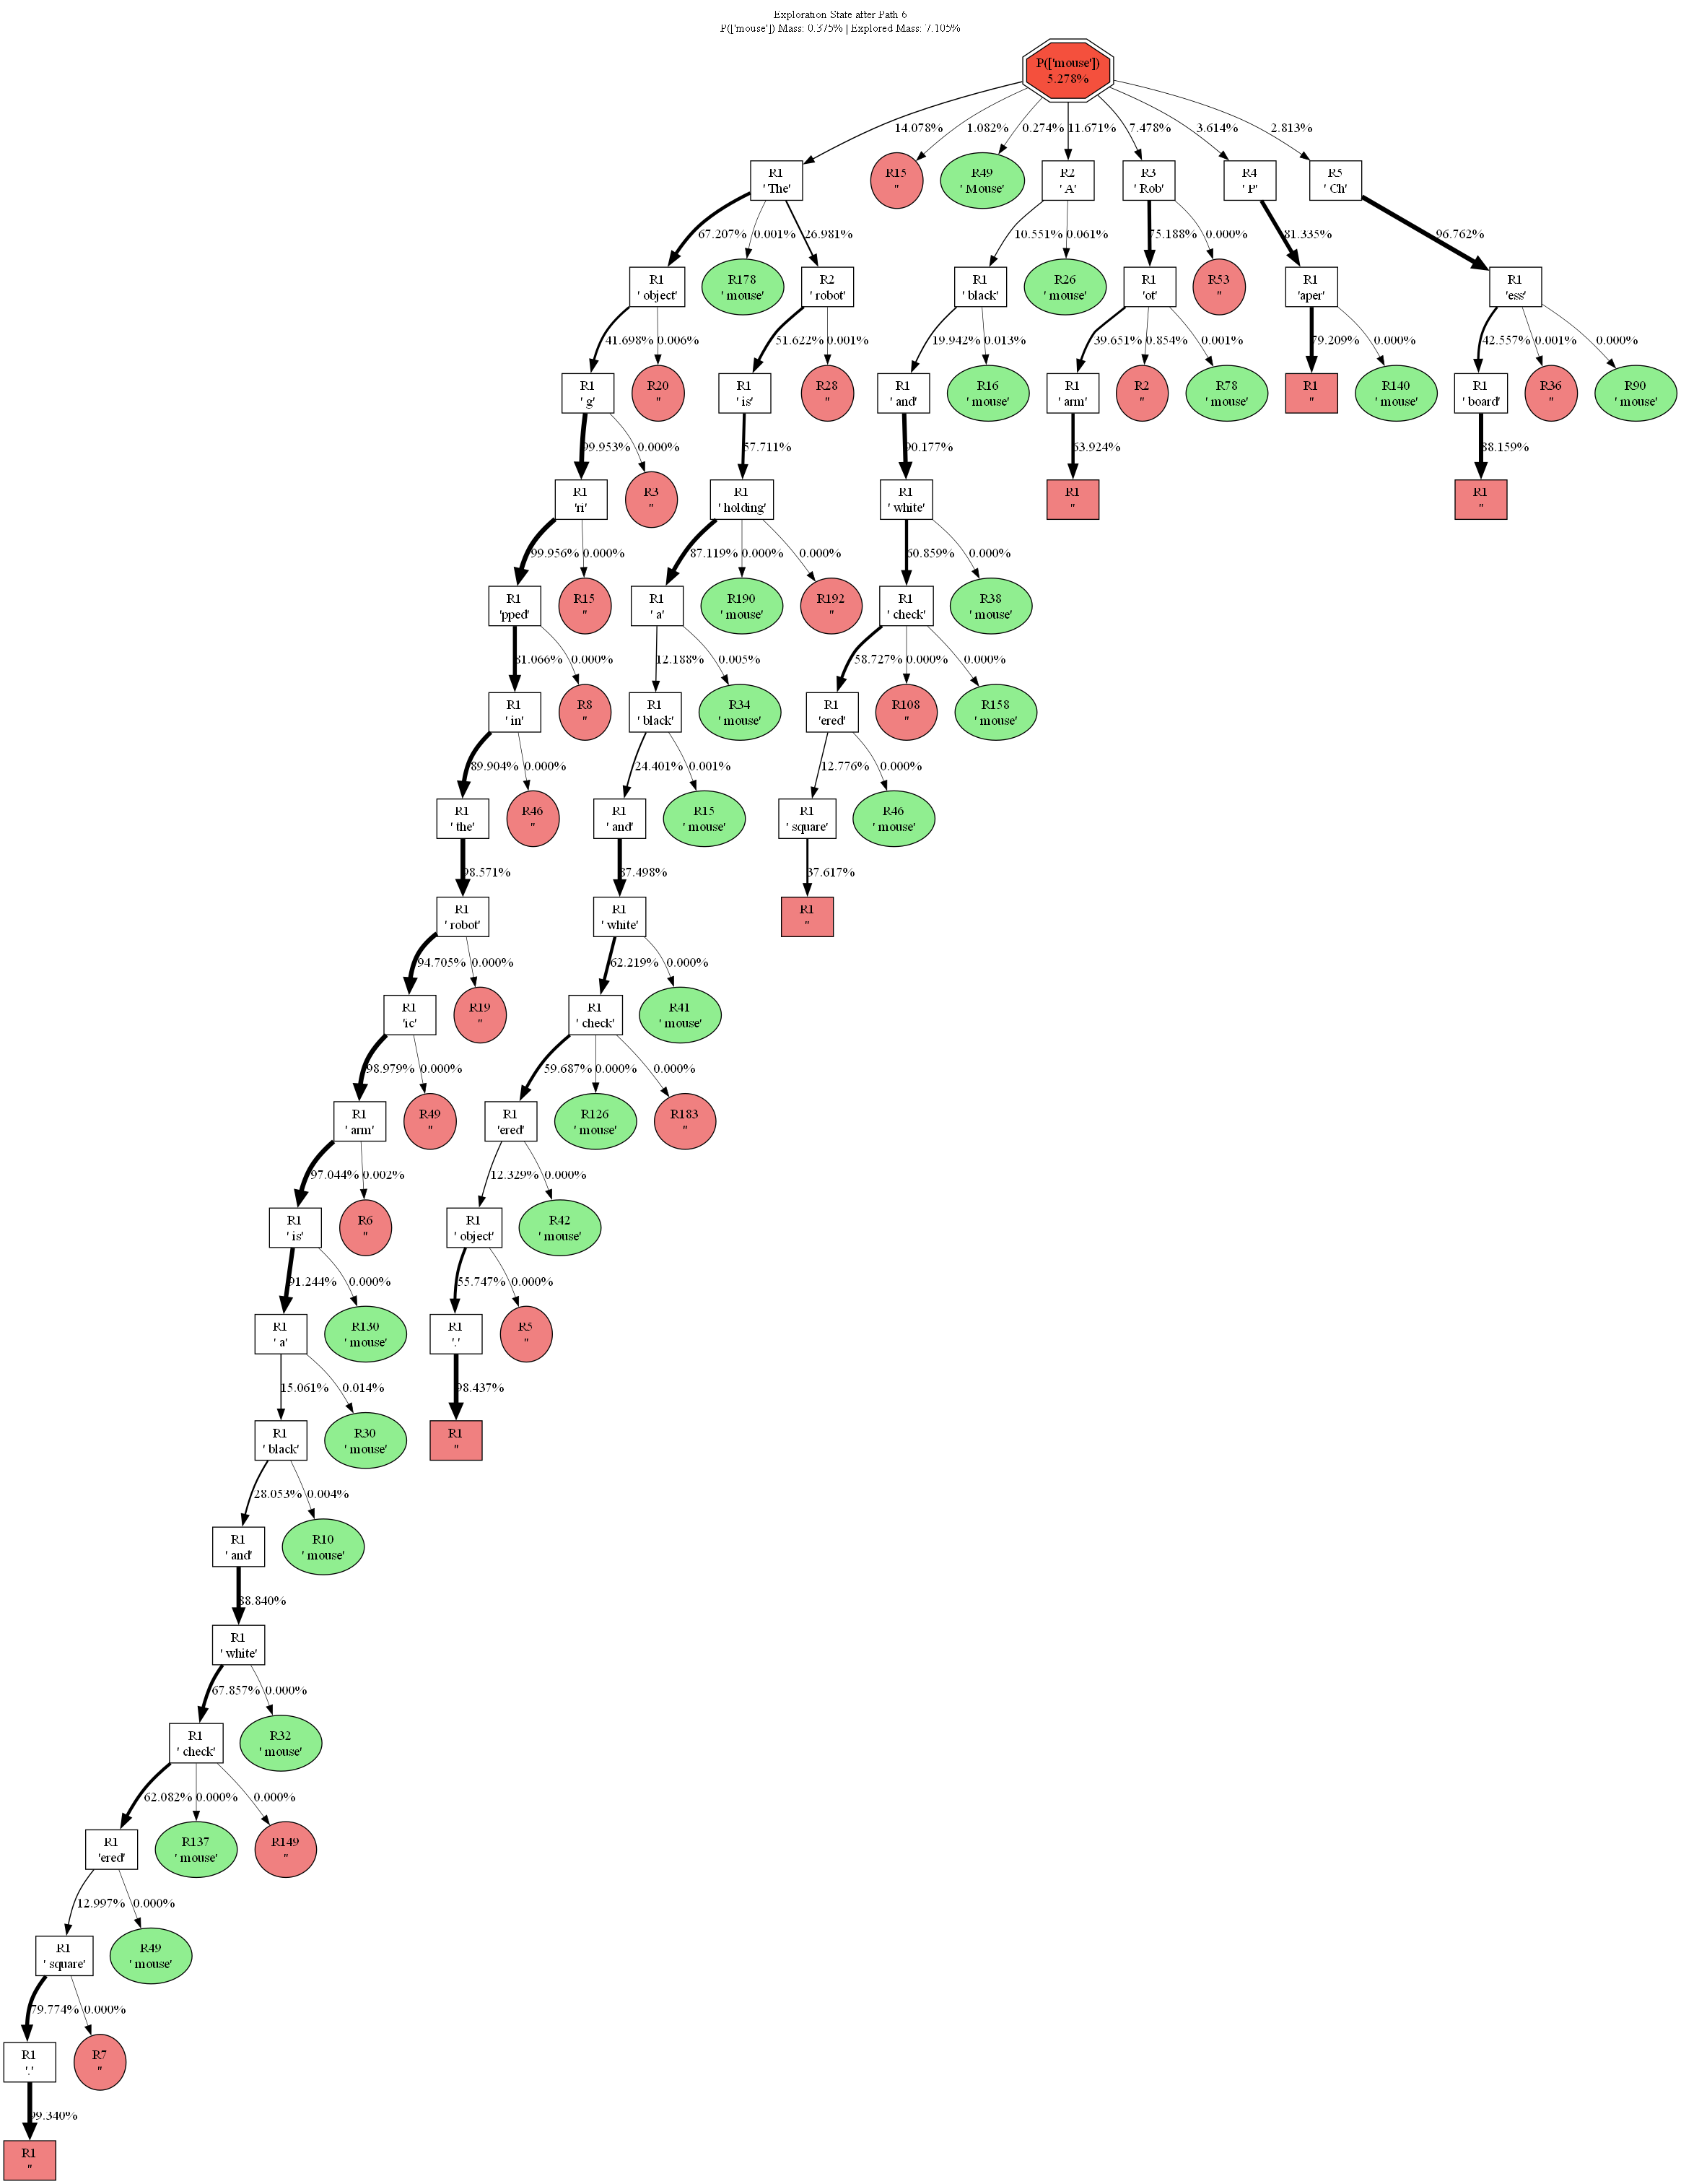 Exploration State after Path 6
P(['mouse']) Mass: 0.375% | Explored Mass: 7.105%
P(['mouse'])
5.278%
14.078% 1.082% 0.274% 11.671% 7.478% 3.614% 2.813%
R1 R15 R49 R2 R3 R4 R5
' The' '' ' Mouse' ' A' ' Rob' ' P' ' Ch'
67.207% 0.001% 26.981% 10.551% 0.061% 75.188% 0.000% 81.335% 96.762%
R1 R178 R2 R1 R26 R1 R53 R1 R1
' object' ' mouse' ' robot' ' black' ' mouse' 'ot' '' 'aper' 'ess'
41.698% 0.006% 51.622% 0.001% 19.942% 0.013% 39.651% 0.854% 0.001% 79.209% 0.000% 42.557% 0.001% 0.000%
R1 R20 R1 R28 R1 R16 R1 R2 R78 R1 R140 R1 R36 R90
' g' '' ' is' '' ' and' ' mouse' ' arm' '' ' mouse' '' ' mouse' ' board' '' ' mouse'
99.953% 0.000% 57.711% 90.177% 63.924% 88.159%
R1 R3 R1 R1 R1 R1
'ri' '' ' holding' ' white' '' ''
99.956% 0.000% 87.119% 0.000% 0.000% 60.859% 0.000%
R1 R15 R1 R190 R192 R1 R38
'pped' '' ' a' ' mouse' '' ' check' ' mouse'
81.066% 0.000% 12.188% 0.005% 58.727% 0.000% 0.000%
R1 R8 R1 R34 R1 R108 R158
' in' '' ' black' ' mouse' 'ered' '' ' mouse'
89.904% 0.000% 24.401% 0.001% 12.776% 0.000%
R1 R46 R1 R15 R1 R46
' the' '' ' and' ' mouse' ' square' ' mouse'
98.571% 87.498% 37.617%
R1 R1 R1
' robot' ' white' ''
94.705% 0.000% 62.219% 0.000%
R1 R19 R1 R41
'ic' '' ' check' ' mouse'
98.979% 0.000% 59.687% 0.000% 0.000%
R1 R49 R1 R126 R183
' arm' '' 'ered' ' mouse' ''
97.044% 0.002% 12.329% 0.000%
R1 R6 R1 R42
' is' '' ' object' ' mouse'
91.244% 0.000% 55.747% 0.000%
R1 R130 R1 R5
' a' ' mouse' '.' ''
15.061% 0.014% 98.437%
R1 R30 R1
' black' ' mouse' ''
28.053% 0.004%
R1 R10
' and' ' mouse'
88.840%
R1
' white'
67.857% 0.000%
R1 R32
' check' ' mouse'
62.082% 0.000% 0.000%
R1 R137 R149
'ered' ' mouse' ''
12.997% 0.000%
R1 R49
' square' ' mouse'
79.774% 0.000%
R1 R7
'.' ''
99.340%
R1
''